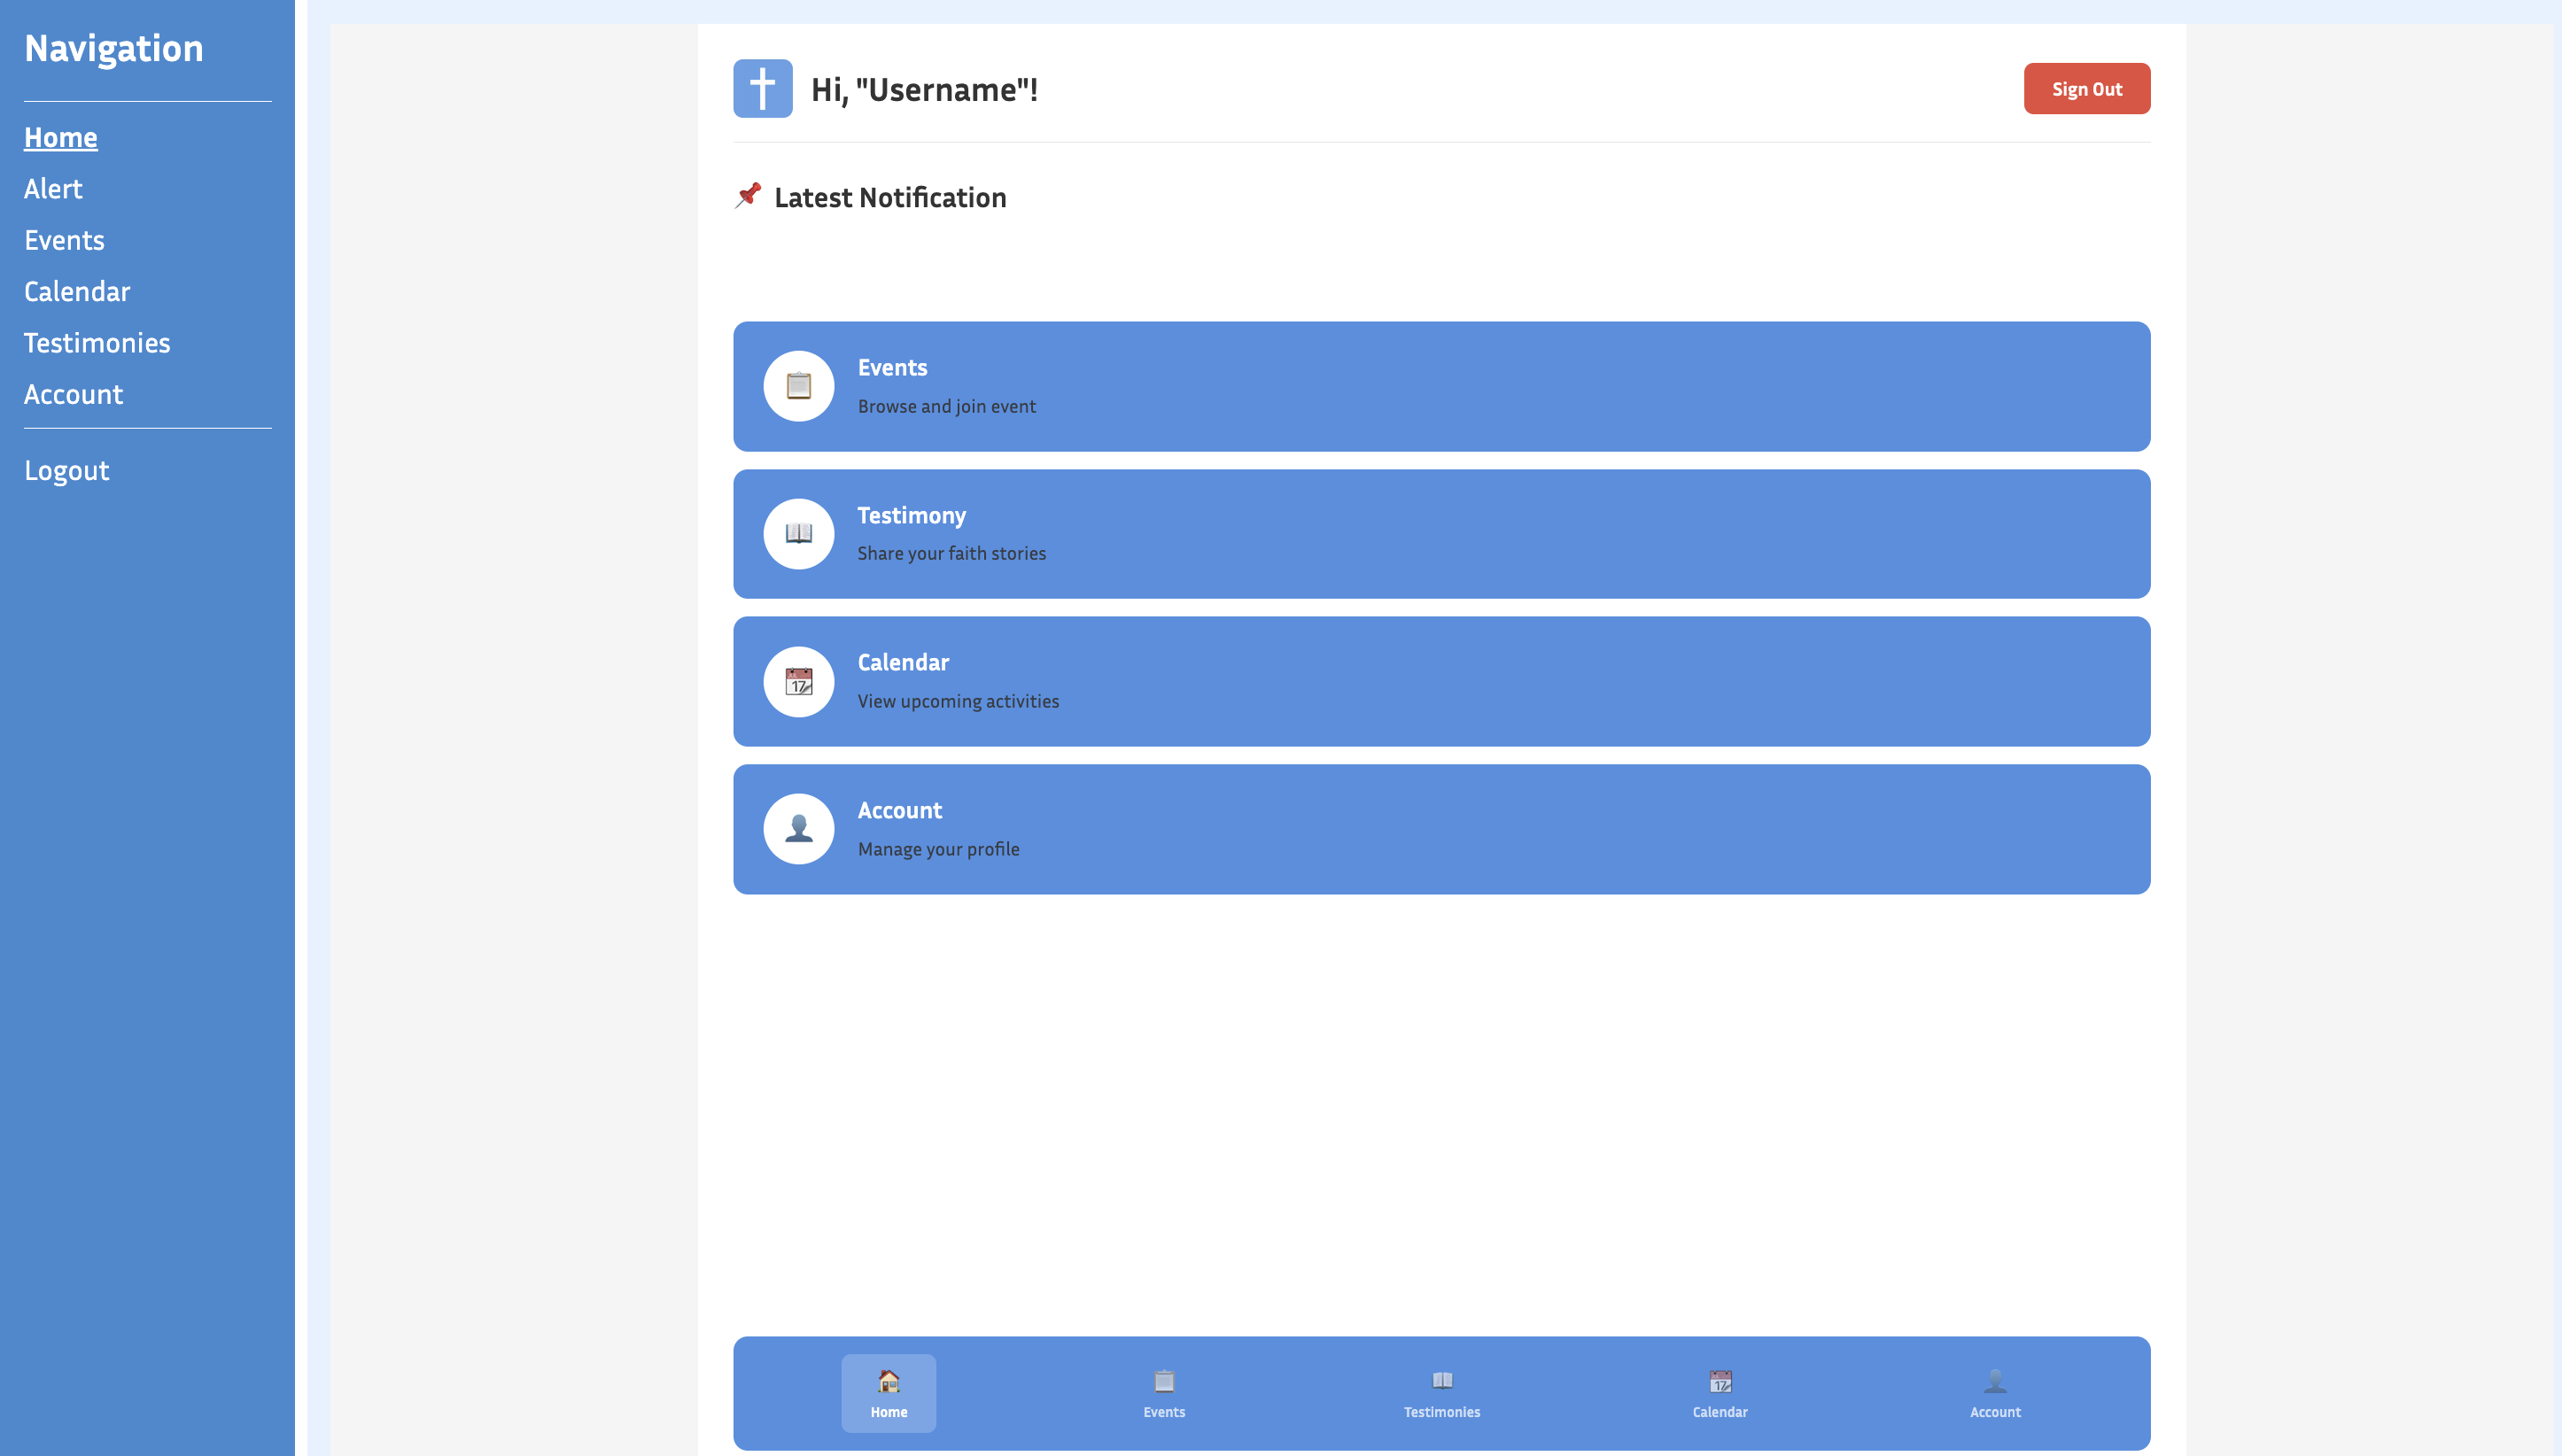 Navigation
Home
Alert
Events
Calendar
Testimonies
Account
Logout
Hi, "Username"!
Sign Out
Latest Notification
Events
Browse and join event
Testimony
Share your faith stories
Calendar
View upcoming activities
Account
Manage your profile
Home
Events
Testimonies
Calendar
Account